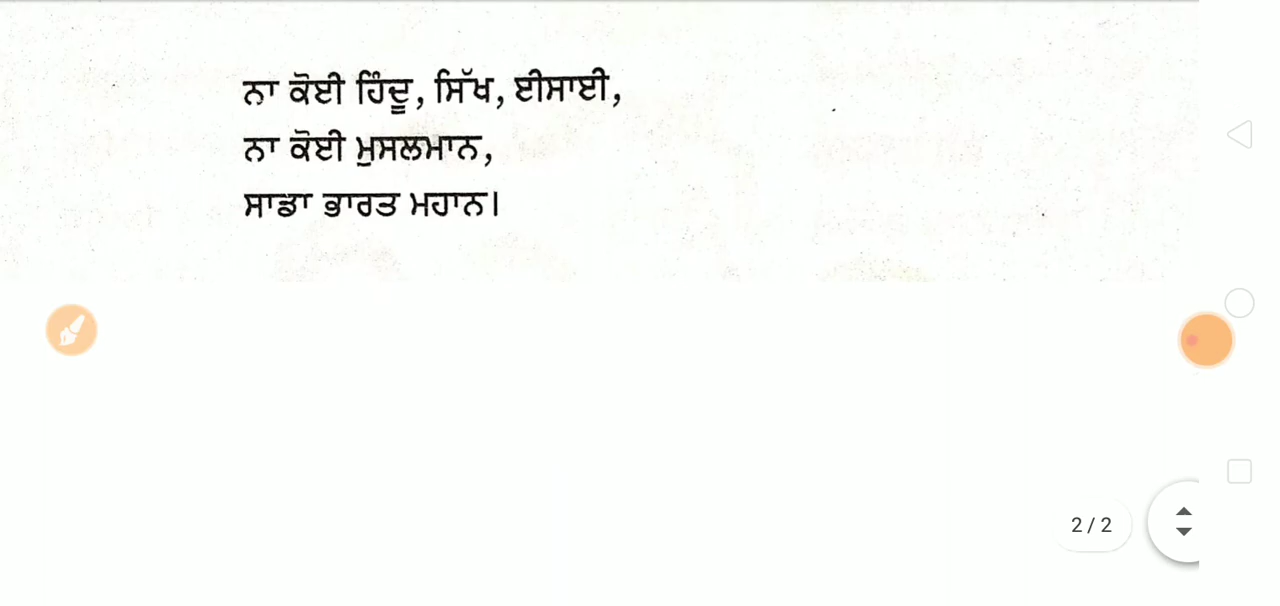 ਨਾ ਕੋਈ ਹਿੰਦੂ, ਸਿੱਖ, ਈਸਾਈ,
ਨਾ ਕੋਈ ਮੁਸਲਮਾਨ,
ਸਾਡਾ ਭਾਰਤ ਮਹਾਨ।
2 / 2